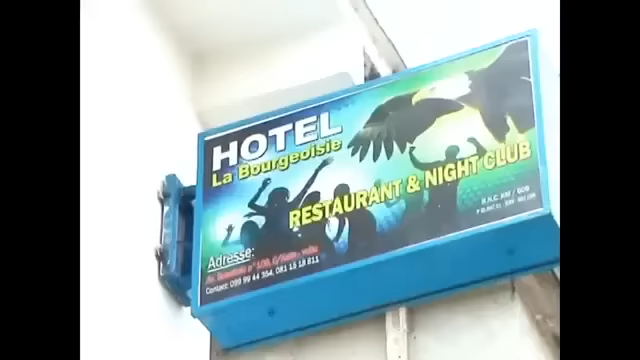 HOTEL
La Bourgeoisie
RESTAURANT & NIGHT CLUB
Adresse:
Contact: 099 99 44 354, 081 15 18 811